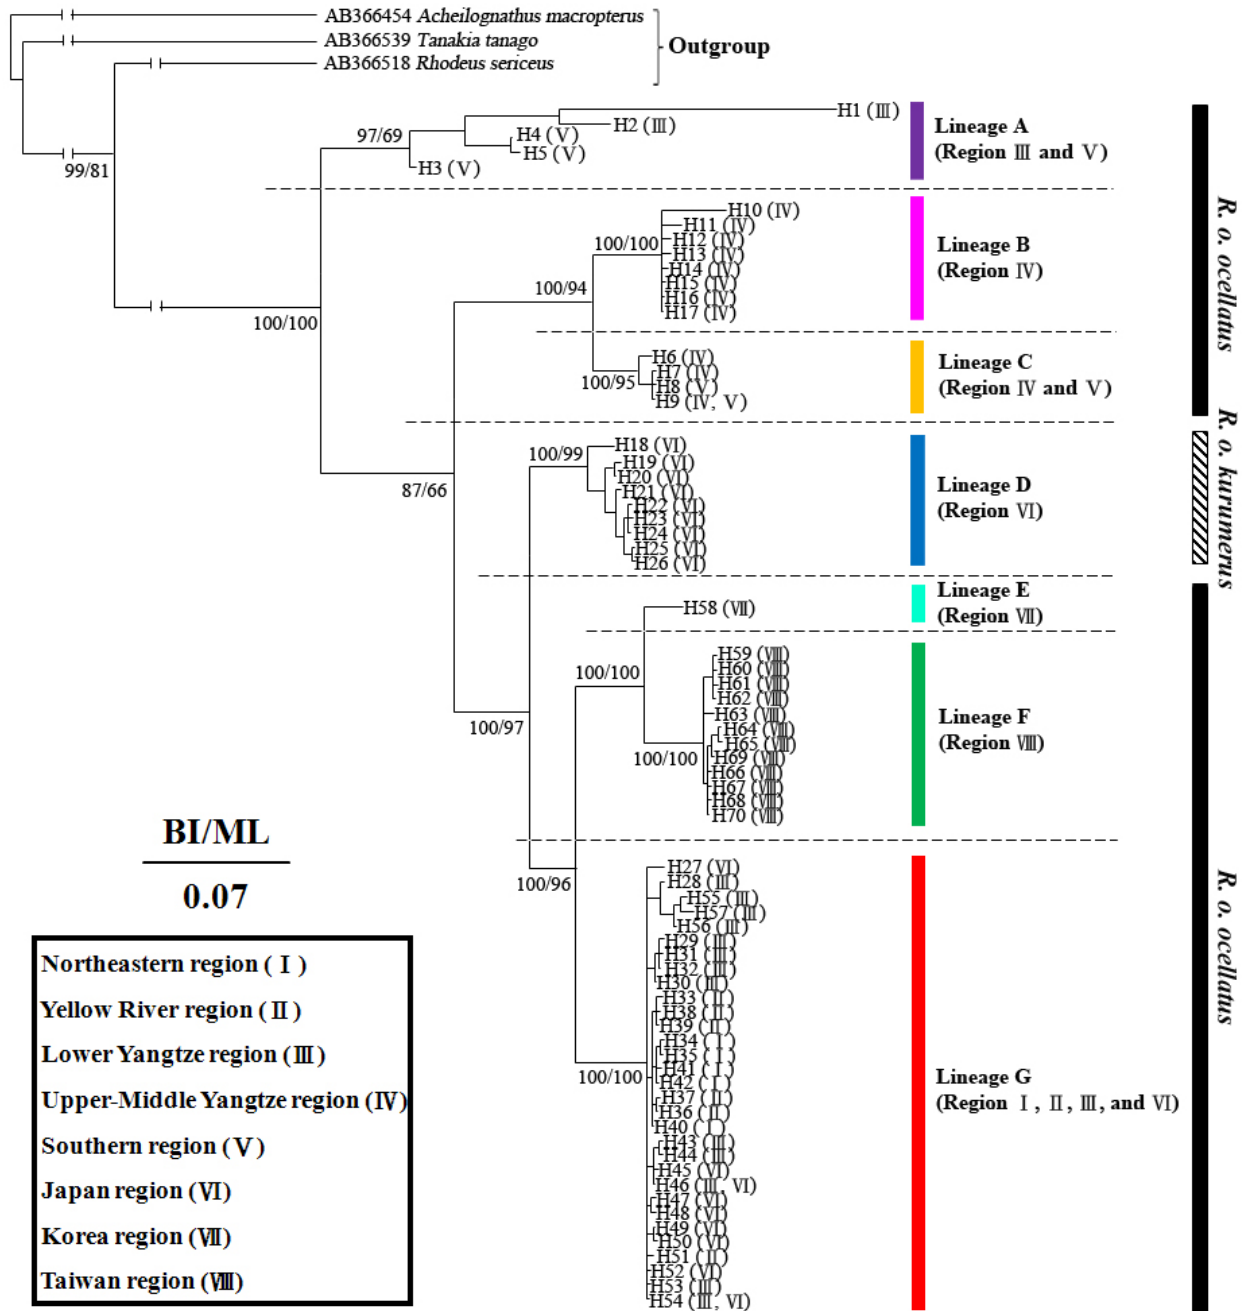 AB366454 Acheilognathus macropterus
AB366539 Tanakia tanago
AB366518 Rhodeus sericeus
Outgroup
99/81
97/69
H1 (Ⅲ)
H2 (Ⅲ)
H4 (Ⅴ)
H5 (Ⅴ)
H3 (Ⅴ)
Lineage A
(Region Ⅲ and Ⅴ)
100/100
H10 (Ⅳ)
H11 (Ⅳ)
H12 (Ⅳ)
H13 (Ⅳ)
H14 (Ⅳ)
H15 (Ⅳ)
H16 (Ⅳ)
H17 (Ⅳ)
100/100
100/94
Lineage B
(Region Ⅳ)
H6 (Ⅳ)
H7 (Ⅳ)
H8 (Ⅴ)
H9 (Ⅳ, Ⅴ)
100/95
Lineage C
(Region Ⅳ and Ⅴ)
R. o. ocellatus
87/66
100/99
H18 (Ⅵ)
H19 (Ⅵ)
H20 (Ⅵ)
H21 (Ⅵ)
H22 (Ⅵ)
H23 (Ⅵ)
H24 (Ⅵ)
H25 (Ⅵ)
H26 (Ⅵ)
Lineage D
(Region Ⅵ)
R. o. kurumerus
100/97
H58 (Ⅶ)
Lineage E
(Region Ⅶ)
100/100
H59 (Ⅷ)
H60 (Ⅷ)
H61 (Ⅷ)
H62 (Ⅷ)
H63 (Ⅷ)
H64 (Ⅷ)
H65 (Ⅷ)
H69 (Ⅷ)
H66 (Ⅷ)
H67 (Ⅷ)
H68 (Ⅷ)
H70 (Ⅷ)
100/100
Lineage F
(Region Ⅷ)
100/96
H27 (Ⅵ)
H28 (Ⅲ)
H55 (Ⅲ)
H57 (Ⅲ)
H56 (Ⅲ)
H29 (Ⅲ)
H31 (Ⅲ)
H32 (Ⅲ)
H30 (Ⅲ)
H33 (Ⅱ)
H38 (Ⅱ)
H39 (Ⅱ)
H34 (Ⅰ)
H35 (Ⅰ)
H41 (Ⅰ)
H42 (Ⅰ)
H37 (Ⅱ)
H36 (Ⅱ)
H40 (Ⅰ)
H43 (Ⅲ)
H44 (Ⅲ)
H45 (Ⅵ)
H46 (Ⅲ, Ⅵ)
H47 (Ⅵ)
H48 (Ⅵ)
H49 (Ⅵ)
H50 (Ⅵ)
H51 (Ⅱ)
H52 (Ⅵ)
H53 (Ⅲ)
H54 (Ⅲ, Ⅵ)
100/100
Lineage G
(Region Ⅰ, Ⅱ, Ⅲ, and Ⅵ)
R. o. ocellatus
BI/ML
0.07
Northeastern region (Ⅰ)
Yellow River region (Ⅱ)
Lower Yangtze region (Ⅲ)
Upper-Middle Yangtze region (Ⅳ)
Southern region (Ⅴ)
Japan region (Ⅵ)
Korea region (Ⅶ)
Taiwan region (Ⅷ)